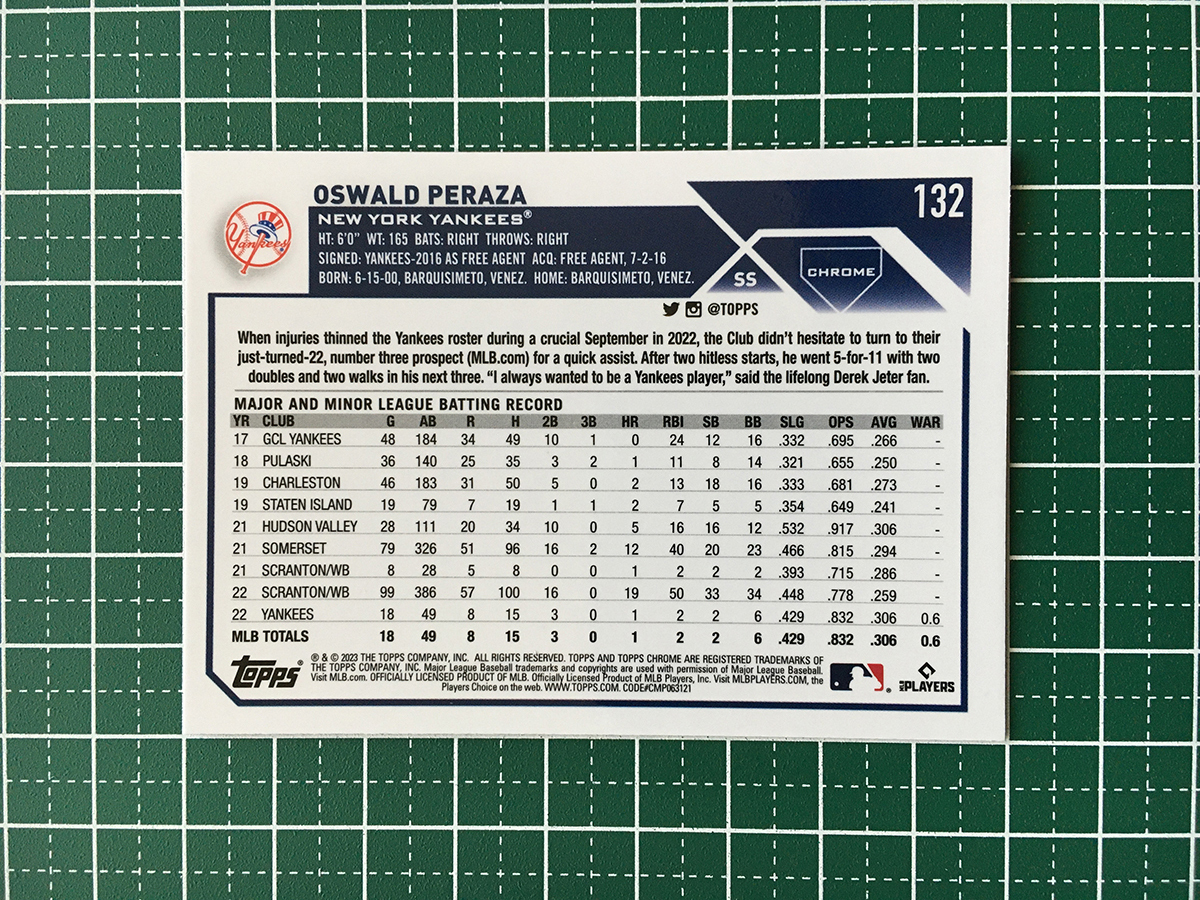 OSWALD PERAZA
132
NEW YORK YANKEES®
Yankees
HT: 6'0" WT: 165 BATS: RIGHT THROWS: RIGHT
SIGNED: YANKEES-2016 AS FREE AGENT ACQ: FREE AGENT, 7-2-16
BORN: 6-15-00, BARQUISIMETO, VENEZ. HOME: BARQUISIMETO, VENEZ.
SS
CHROME
@TOPPS
When injuries thinned the Yankees roster during a crucial September in 2022, the Club didn't hesitate to turn to their
just-turned-22, number three prospect (MLB.com) for a quick assist. After two hitless starts, he went 5-for-11 with two
doubles and two walks in his next three. “I always wanted to be a Yankees player,” said the lifelong Derek Jeter fan.
MAJOR AND MINOR LEAGUE BATTING RECORD
YR CLUB G AB R H 2B 3B HR RBI SB BB SLG OPS AVG WAR
17 GCL YANKEES 48 184 34 49 10 1 0 24 12 16 .332 .695 .266 -
18 PULASKI 36 140 25 35 3 2 1 11 8 14 .321 .655 .250 -
19 CHARLESTON 46 183 31 50 5 0 2 13 18 16 .333 .681 .273 -
19 STATEN ISLAND 19 79 7 19 1 1 2 7 5 5 .354 .649 .241 -
21 HUDSON VALLEY 28 111 20 34 10 0 5 16 16 12 .532 .917 .306 -
21 SOMERSET 79 326 51 96 16 2 12 40 20 23 .466 .815 .294 -
21 SCRANTON/WB 8 28 5 8 0 0 1 2 2 2 .393 .715 .286 -
22 SCRANTON/WB 99 386 57 100 16 0 19 50 33 34 .448 .778 .259 -
22 YANKEES 18 49 8 15 3 0 1 2 2 6 .429 .832 .306 0.6
MLB TOTALS 18 49 8 15 3 0 1 2 2 6 .429 .832 .306 0.6
Topps®
® & © 2023 THE TOPPS COMPANY, INC. ALL RIGHTS RESERVED. TOPPS AND TOPPS CHROME ARE REGISTERED TRADEMARKS OF
THE TOPPS COMPANY, INC. Major League Baseball trademarks and copyrights are used with permission of Major League Baseball.
Visit MLB.com. OFFICIALLY LICENSED PRODUCT OF MLB. Officially Licensed Product of MLB Players, Inc. Visit MLBPLAYERS.COM, the
Players Choice on the web. WWW.TOPPS.COM. CODE#CMP063121
MLB PLAYERS